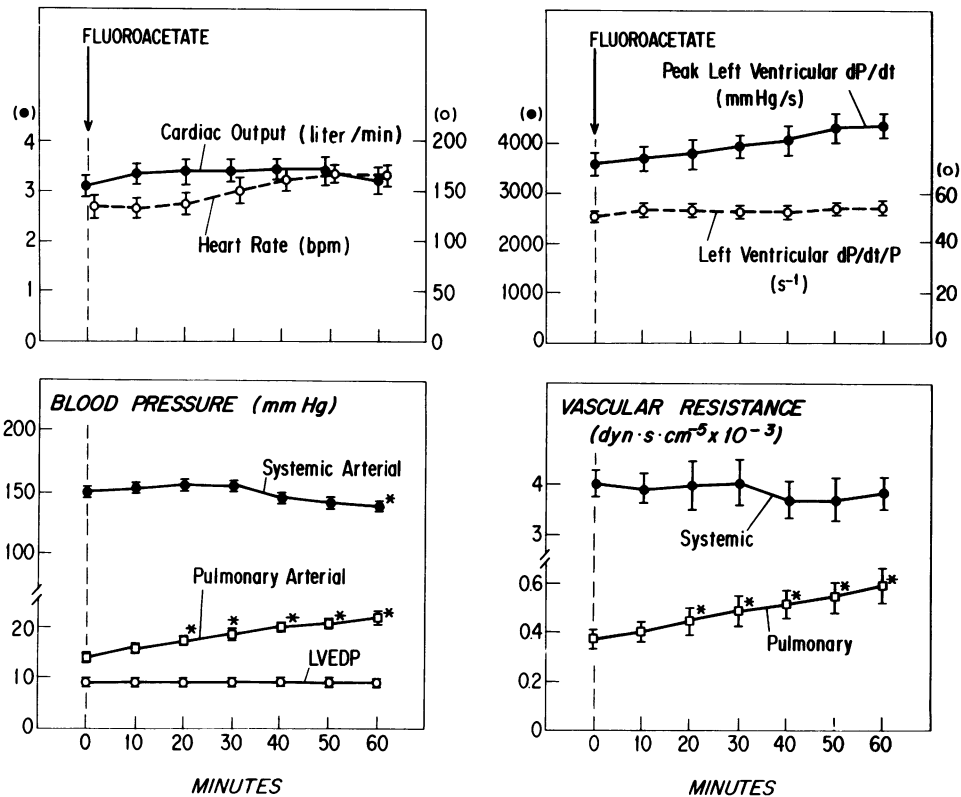 FLUOROACETATE
(●)
(○)
Cardiac Output (liter/min)
Heart Rate (bpm)
4
3
2
1
0
200
150
100
50
0
FLUOROACETATE
Peak Left Ventricular dP/dt
(mmHg/s)
(●)
(○)
4000
3000
2000
1000
0
60
40
20
0
Left Ventricular dP/dt/P
(s⁻¹)
BLOOD PRESSURE (mm Hg)
200
150
100
20
10
0
Systemic Arterial
*
Pulmonary Arterial
* * * * *
LVEDP
0 10 20 30 40 50 60
MINUTES
VASCULAR RESISTANCE
(dyn·s·cm⁻⁵x 10⁻³)
4
3
0.6
0.4
0.2
0
Systemic
* * * * *
Pulmonary
0 10 20 30 40 50 60
MINUTES